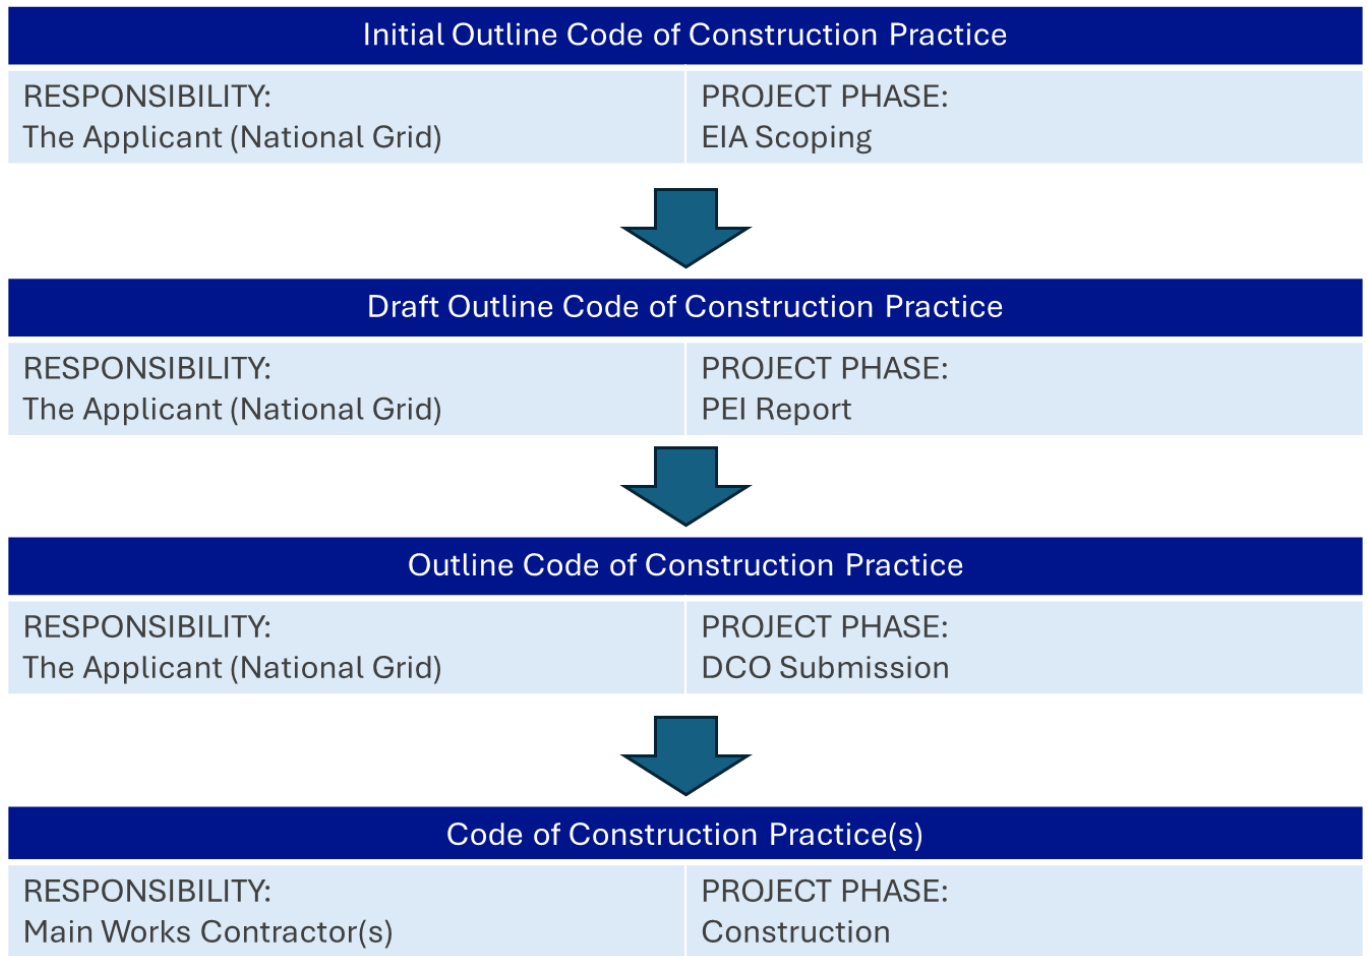 Initial Outline Code of Construction Practice
RESPONSIBILITY:
The Applicant (National Grid)
PROJECT PHASE:
EIA Scoping
Draft Outline Code of Construction Practice
RESPONSIBILITY:
The Applicant (National Grid)
PROJECT PHASE:
PEI Report
Outline Code of Construction Practice
RESPONSIBILITY:
The Applicant (National Grid)
PROJECT PHASE:
DCO Submission
Code of Construction Practice(s)
RESPONSIBILITY:
Main Works Contractor(s)
PROJECT PHASE:
Construction